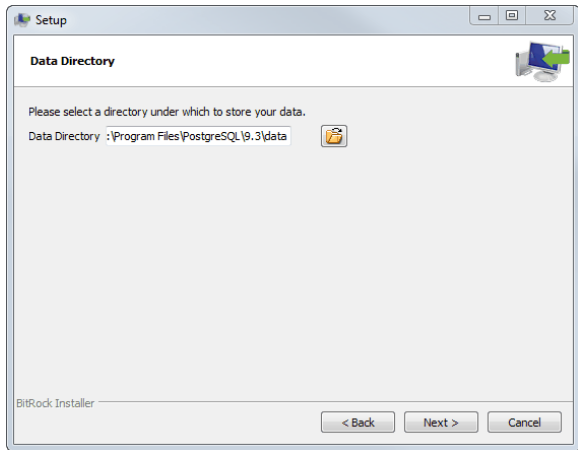 Setup
Data Directory
Please select a directory under which to store your data.
Data Directory :\Program Files\PostgreSQL\9.3\data
BitRock Installer
< Back Next > Cancel